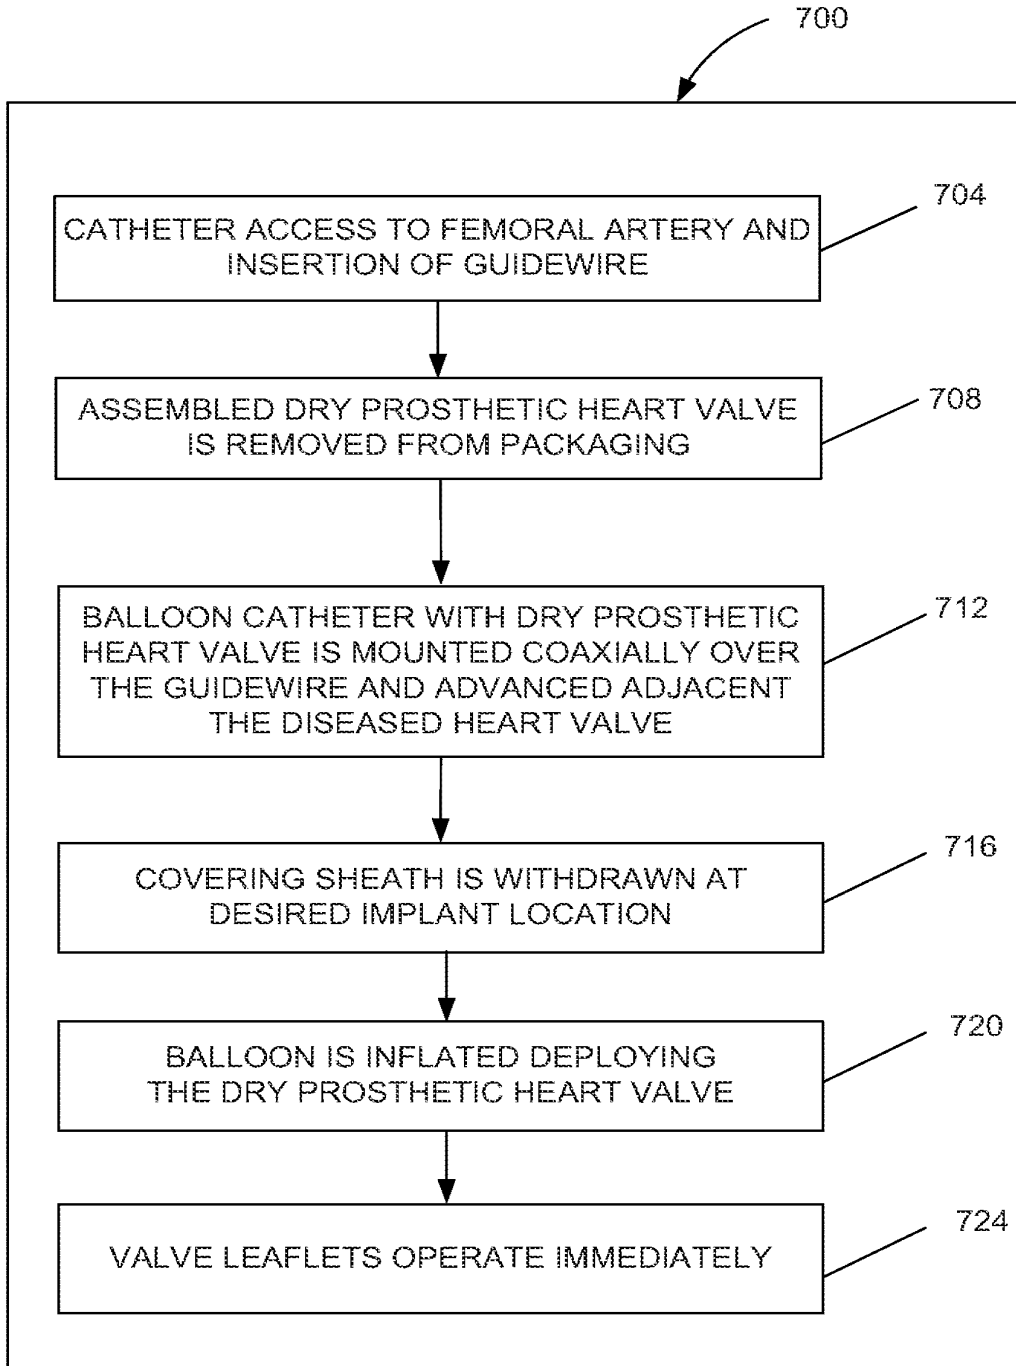 700
704
CATHETER ACCESS TO FEMORAL ARTERY AND
INSERTION OF GUIDEWIRE
ASSEMBLED DRY PROSTHETIC HEART VALVE
IS REMOVED FROM PACKAGING
708
BALLOON CATHETER WITH DRY PROSTHETIC
HEART VALVE IS MOUNTED COAXIALLY OVER
THE GUIDEWIRE AND ADVANCED ADJACENT
THE DISEASED HEART VALVE
712
COVERING SHEATH IS WITHDRAWN AT
DESIRED IMPLANT LOCATION
716
BALLOON IS INFLATED DEPLOYING
THE DRY PROSTHETIC HEART VALVE
720
VALVE LEAFLETS OPERATE IMMEDIATELY
724